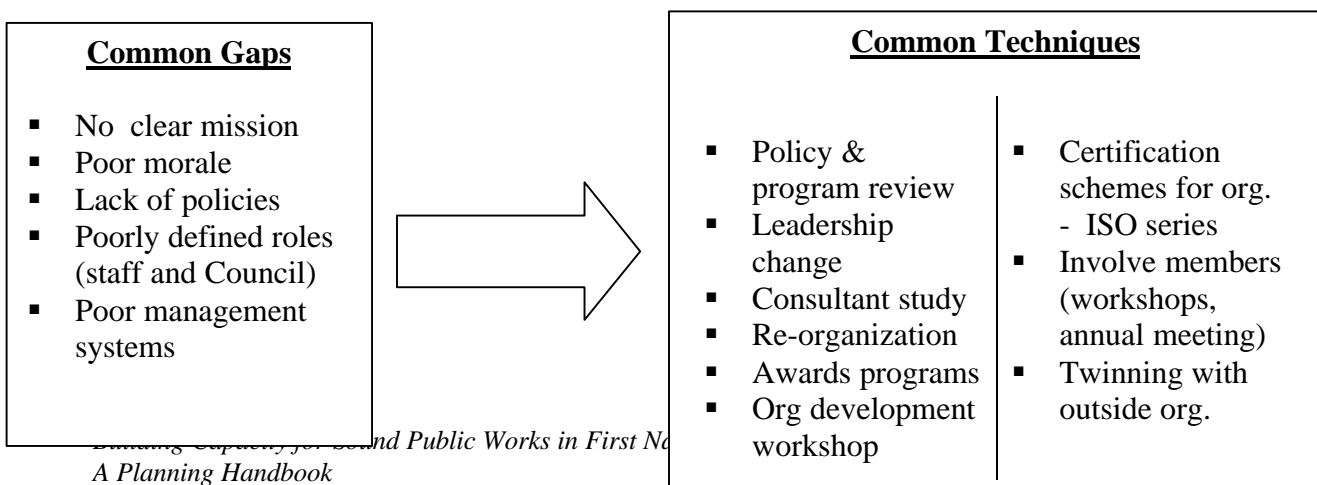 Common Gaps
▪ No clear mission
▪ Poor morale
▪ Lack of policies
▪ Poorly defined roles
(staff and Council)
▪ Poor management
systems
Common Techniques
▪ Policy &
program review
▪ Leadership
change
▪ Consultant study
▪ Re-organization
▪ Awards programs
▪ Org development
workshop
▪ Certification
schemes for org.
- ISO series
▪ Involve members
(workshops,
annual meeting)
▪ Twinning with
outside org.
Building Capacity for Sound Public Works in First Na
A Planning Handbook